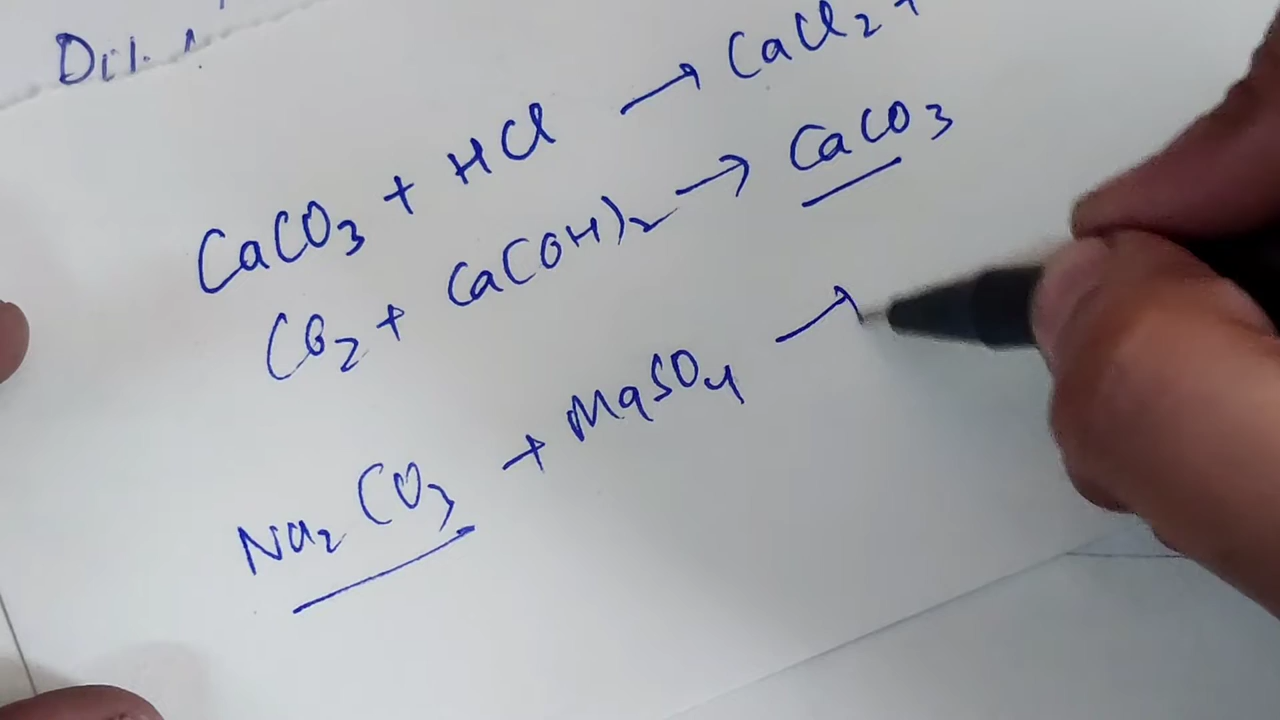 Dil.
CaCO3 + HCl → CaCl2 +
CO2 + Ca(OH)2 → CaCO3
Na2CO3 + MgSO4 →